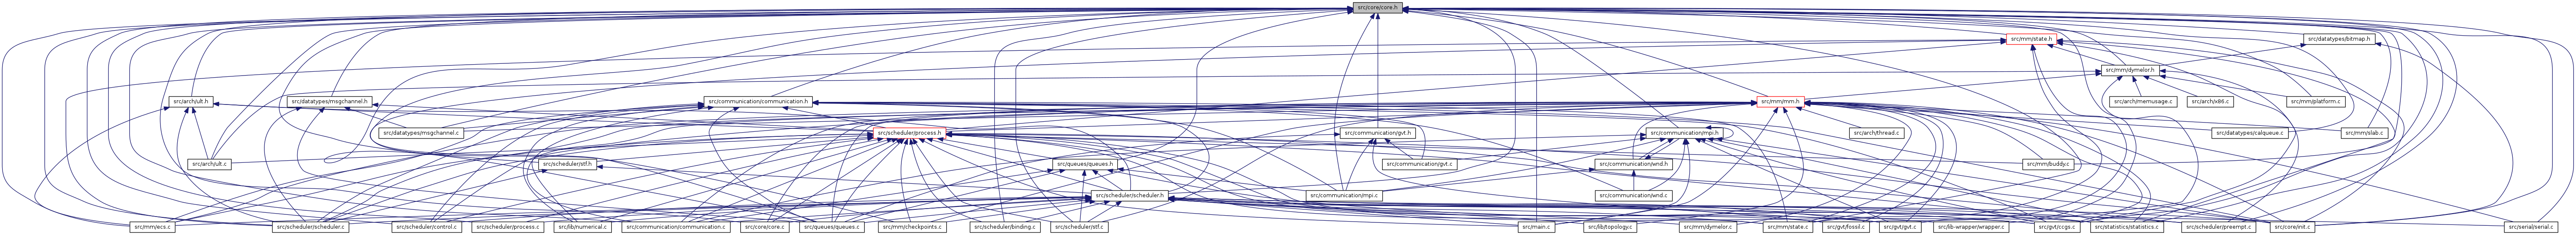 src/core/core.h
src/mm/state.h
src/datatypes/bitmap.h
src/mm/dymelor.h
src/arch/ult.h
src/datatypes/msgchannel.h
src/communication/communication.h
src/mm/mm.h
src/arch/memusage.c
src/arch/x86.c
src/mm/platform.c
src/datatypes/msgchannel.c
src/scheduler/process.h
src/communication/gvt.h
src/communication/mpi.h
src/arch/thread.c
src/datatypes/calqueue.c
src/mm/slab.c
src/arch/ult.c
src/scheduler/stf.h
src/queues/queues.h
src/communication/gvt.c
src/communication/wnd.h
src/mm/buddy.c
src/scheduler/scheduler.h
src/communication/mpi.c
src/communication/wnd.c
src/mm/ecs.c
src/scheduler/scheduler.c
src/scheduler/control.c
src/scheduler/process.c
src/lib/numerical.c
src/communication/communication.c
src/core/core.c
src/queues/queues.c
src/mm/checkpoints.c
src/scheduler/binding.c
src/scheduler/stf.c
src/main.c
src/lib/topology.c
src/mm/dymelor.c
src/mm/state.c
src/gvt/fossil.c
src/gvt/gvt.c
src/lib-wrapper/wrapper.c
src/gvt/ccgs.c
src/statistics/statistics.c
src/scheduler/preempt.c
src/core/init.c
src/serial/serial.c